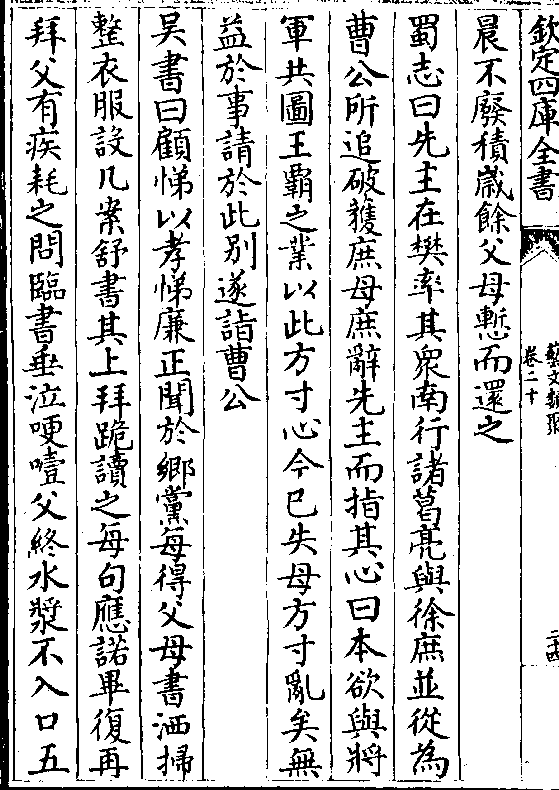 欽定四庫全書
藝文類聚
卷二十
二十四
晨不廢積歲餘父母慙而還之
蜀志曰先主在樊率其衆南行諸葛亮與徐庶並從為
曹公所追破獲庶母庶辭先主而指其心曰本欲與將
軍共圖王霸之業以此方寸心今已失母方寸亂矣無
益於事請於此別遂詣曹公
吳書曰顧悌以孝悌廉正聞於鄉黨每得父母書洒掃
整衣服設几案舒書其上拜跪讀之每句應諾畢復再
拜父有疾耗之問臨書垂泣哽噎父終水漿不入口五